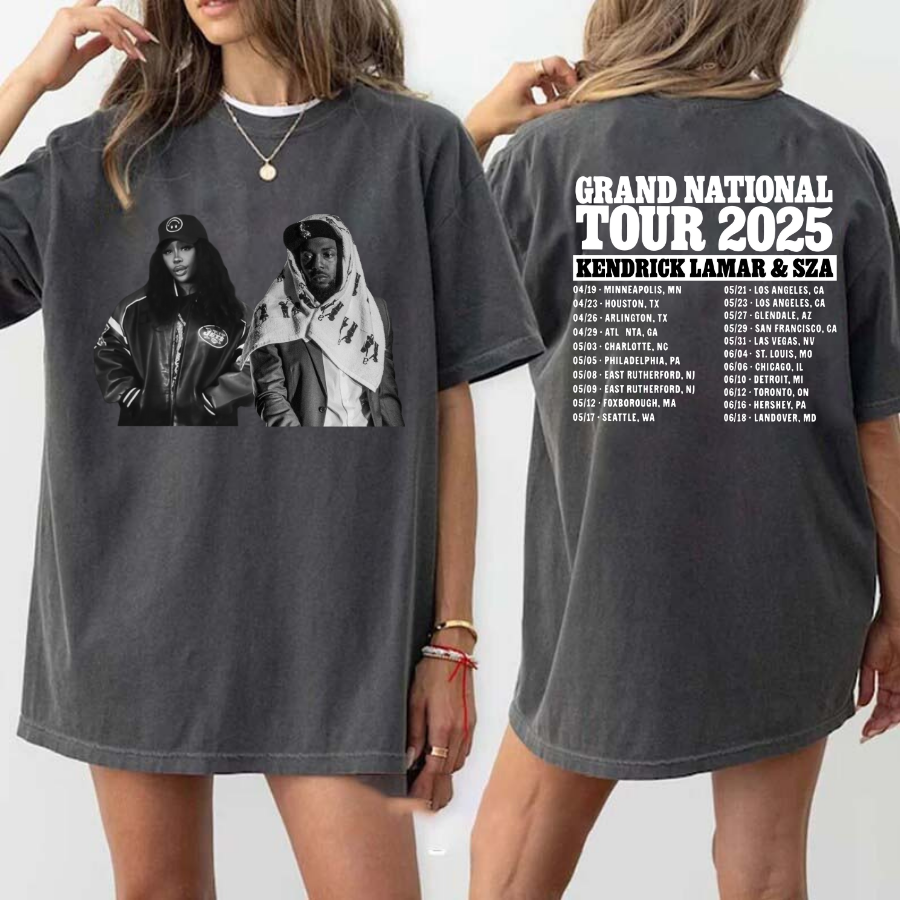 GRAND NATIONAL
TOUR 2025
KENDRICK LAMAR & SZA
04/19 · MINNEAPOLIS, MN
04/23 · HOUSTON, TX
04/26 · ARLINGTON, TX
04/29 · ATL NTA, GA
05/03 · CHARLOTTE, NC
05/05 · PHILADELPHIA, PA
05/08 · EAST RUTHERFORD, NJ
05/09 · EAST RUTHERFORD, NJ
05/12 · FOXBOROUGH, MA
05/17 · SEATTLE, WA
05/21 · LOS ANGELES, CA
05/23 · LOS ANGELES, CA
05/27 · GLENDALE, AZ
05/29 · SAN FRANCISCO, CA
05/31 · LAS VEGAS, NV
06/04 · ST. LOUIS, MO
06/06 · CHICAGO, IL
06/10 · DETROIT, MI
06/12 · TORONTO, ON
06/16 · HERSHEY, PA
06/18 · LANDOVER, MD